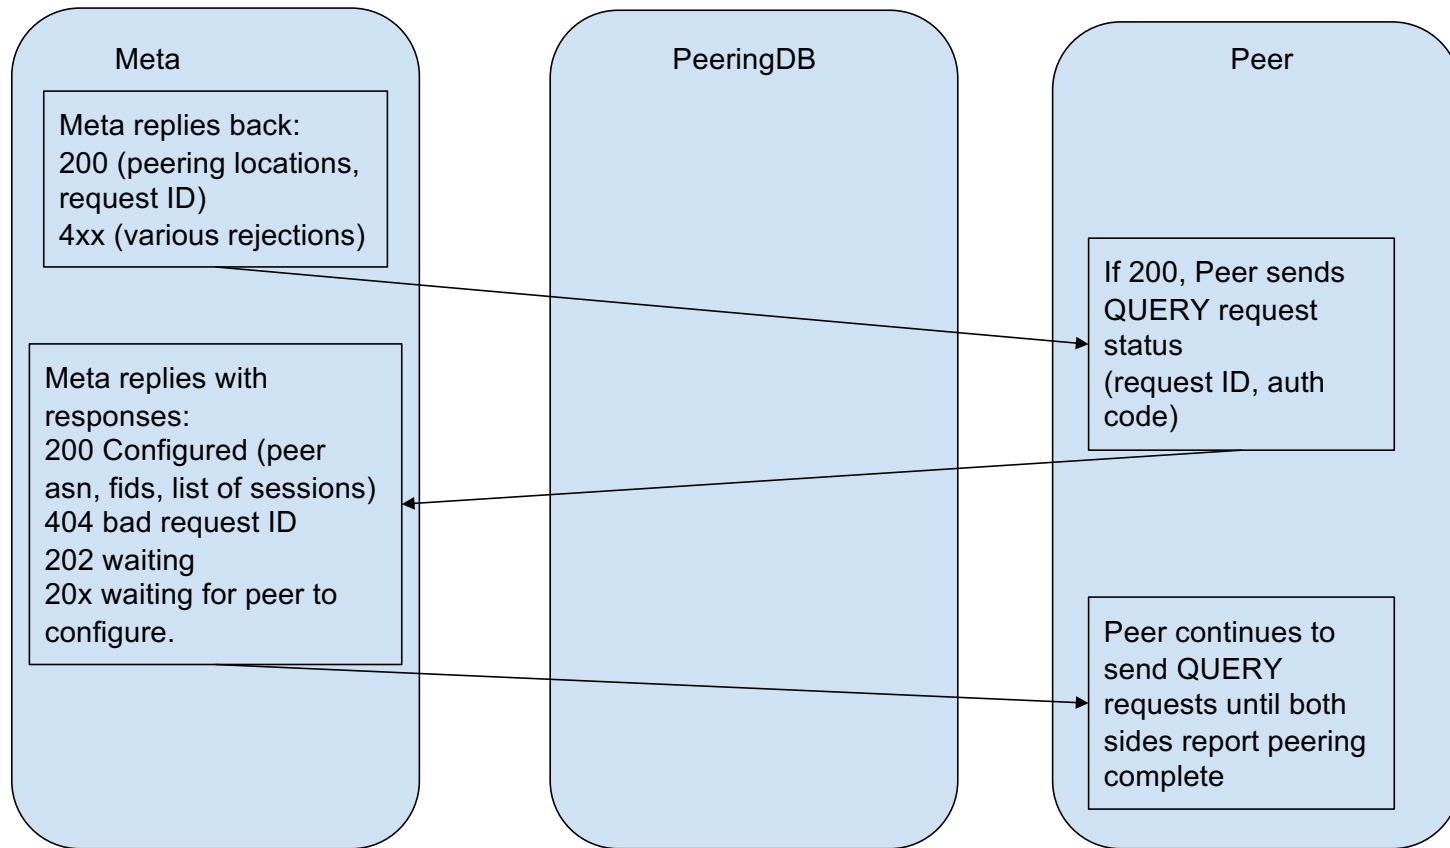 Meta
PeeringDB
Peer
Meta replies back:
200 (peering locations,
request ID)
4xx (various rejections)
If 200, Peer sends
QUERY request
status
(request ID, auth
code)
Meta replies with
responses:
200 Configured (peer
asn, fids, list of sessions)
404 bad request ID
202 waiting
20x waiting for peer to
configure.
Peer continues to
send QUERY
requests until both
sides report peering
complete